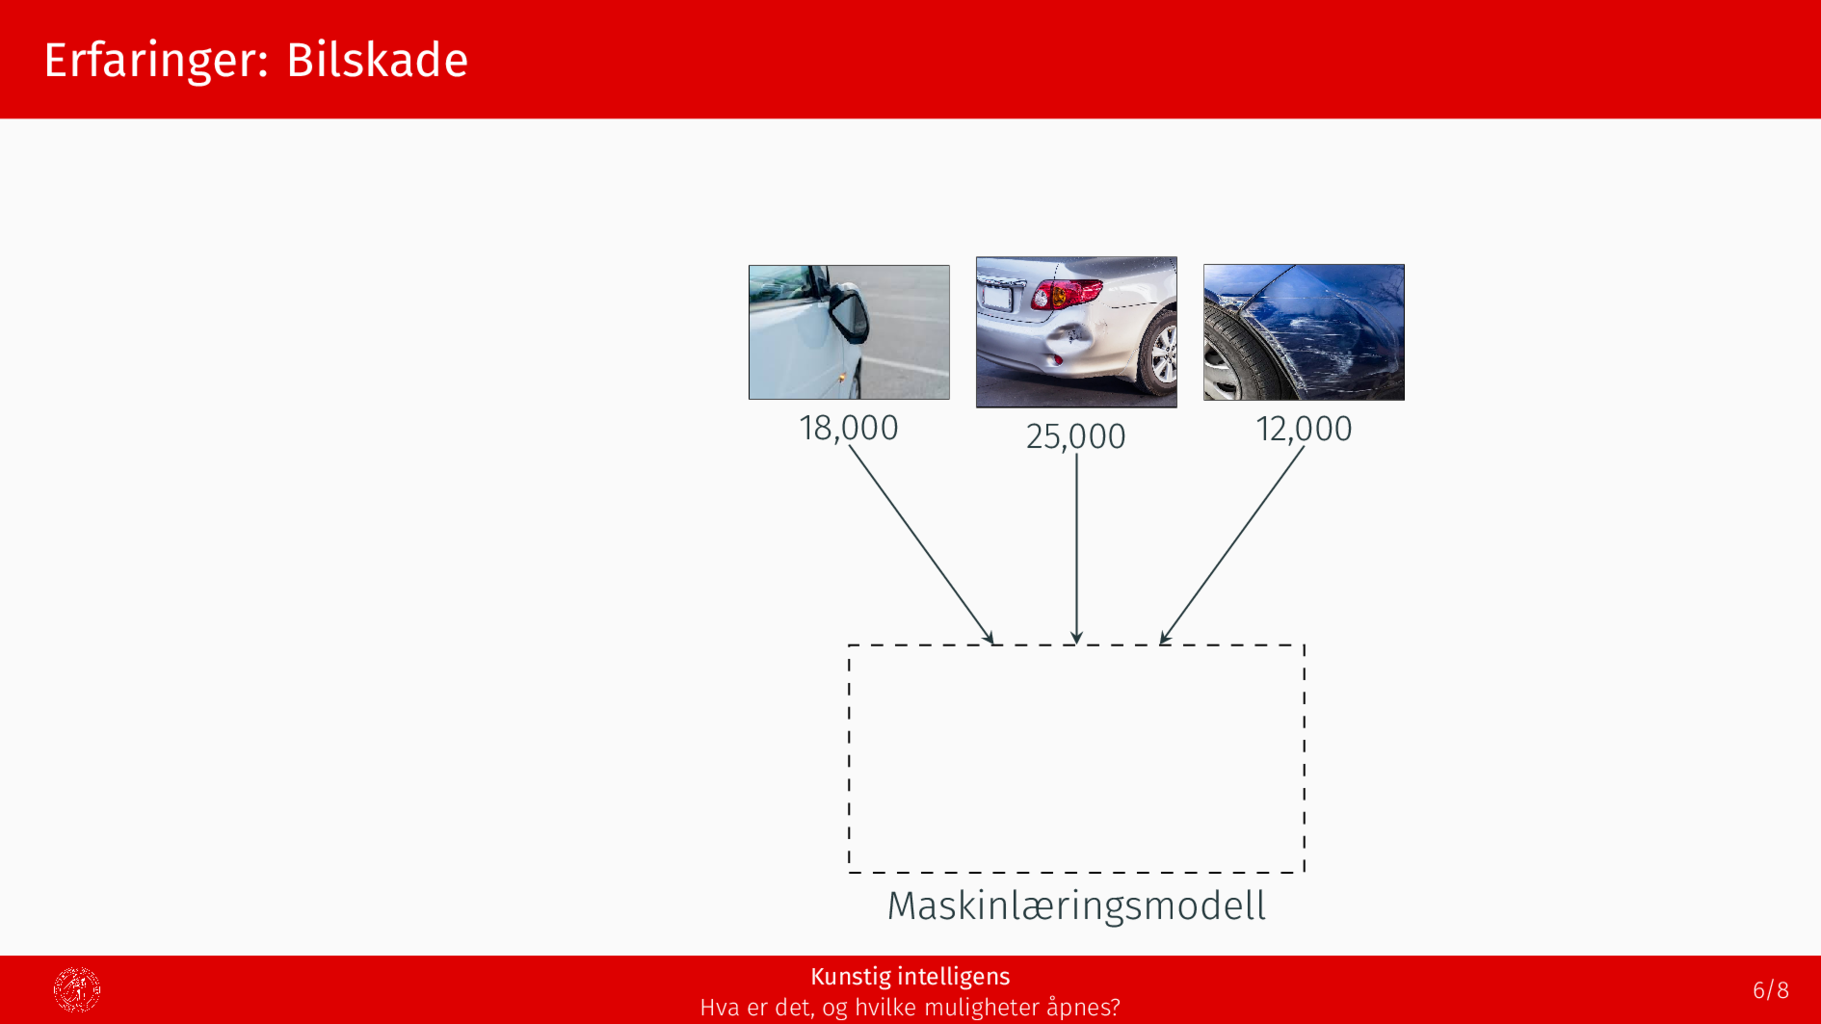 Erfaringer: Bilskade
18,000
25,000
12,000
Maskinlæringsmodell
Kunstig intelligens
Hva er det, og hvilke muligheter åpnes?
6/8